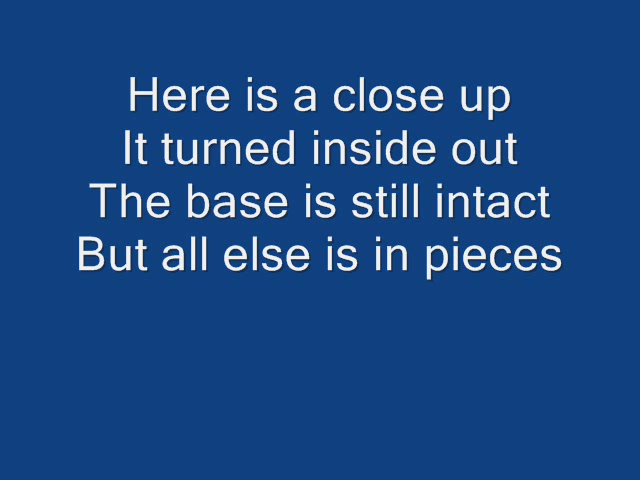 Here is a close up
It turned inside out
The base is still intact
But all else is in pieces